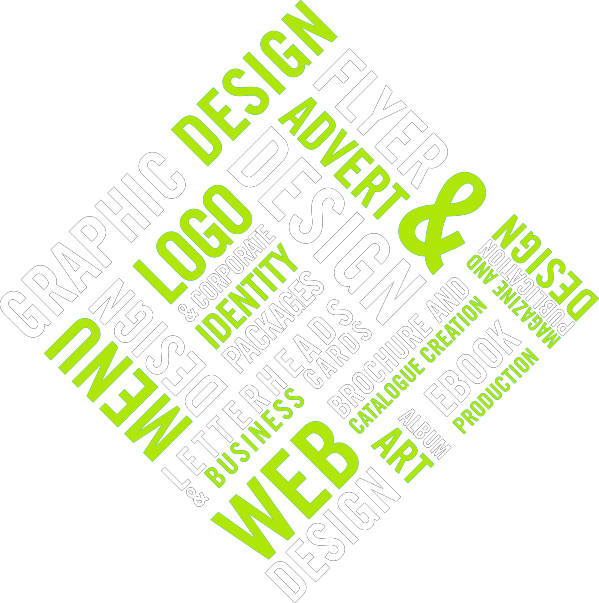 GRAPHIC DESIGN
FLYER
ADVERT
DESIGN
&
LOGO
& CORPORATE
IDENTITY
PACKAGES
MENU
DESIGN
LETTERHEADS
& BUSINESS
CARDS
BROCHURE AND
CATALOGUE CREATION
MAGAZINE AND
PUBLICATION
DESIGN
EBOOK
PRODUCTION
ALBUM
ART
WEB
DESIGN